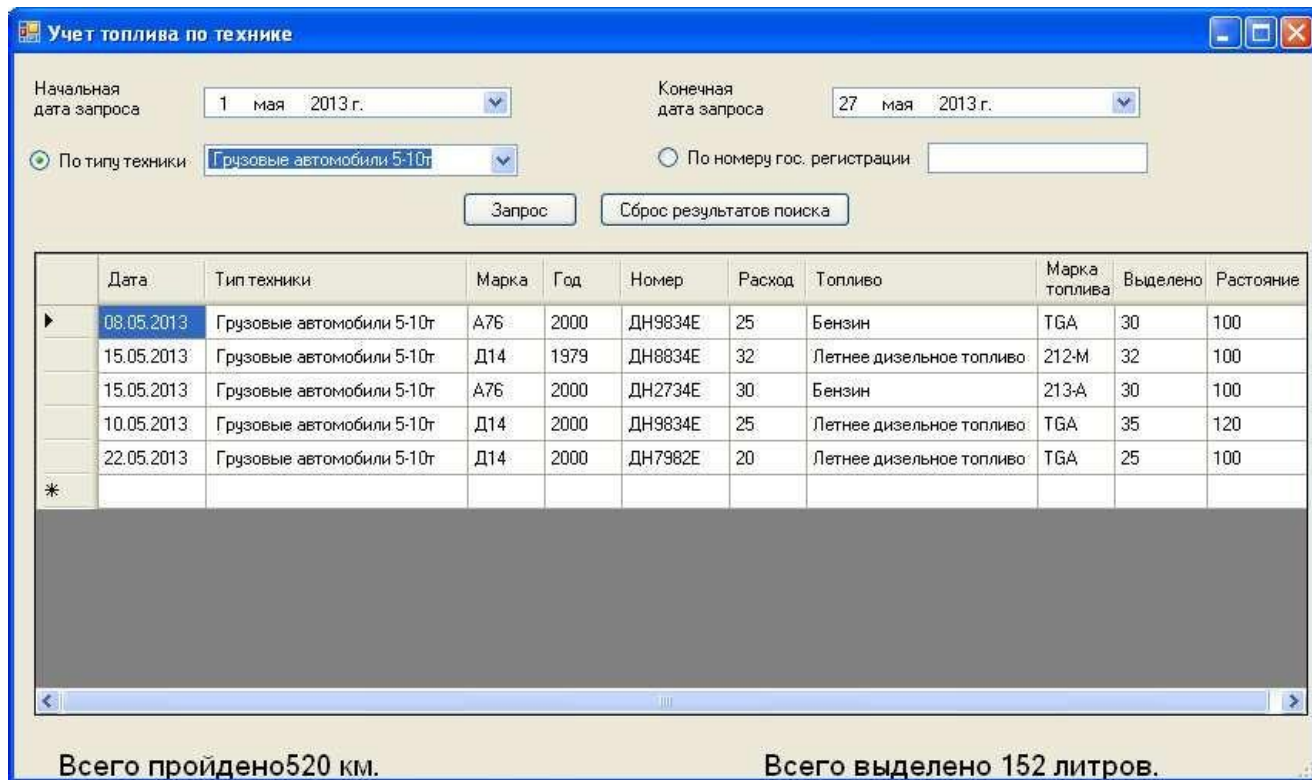 Учет топлива по технике
Начальная
дата запроса
1 мая 2013 г.
Конечная
дата запроса
27 мая 2013 г.
По типу техники
Грузовые автомобили 5-10т
По номеру гос. регистрации
Запрос
Сброс результатов поиска
Дата Тип техники Марка Год Номер Расход Топливо Марка топлива Выделено Растояние
08.05.2013 Грузовые автомобили 5-10т А76 2000 ДН9834Е 25 Бензин TGA 30 100
15.05.2013 Грузовые автомобили 5-10т Д14 1979 ДН8834Е 32 Летнее дизельное топливо 212-М 32 100
15.05.2013 Грузовые автомобили 5-10т А76 2000 ДН2734Е 30 Бензин 213-А 30 100
10.05.2013 Грузовые автомобили 5-10т Д14 2000 ДН9834Е 25 Летнее дизельное топливо TGA 35 120
22.05.2013 Грузовые автомобили 5-10т Д14 2000 ДН7982Е 20 Летнее дизельное топливо TGA 25 100
Всего пройдено520 км.
Всего выделено 152 литров.